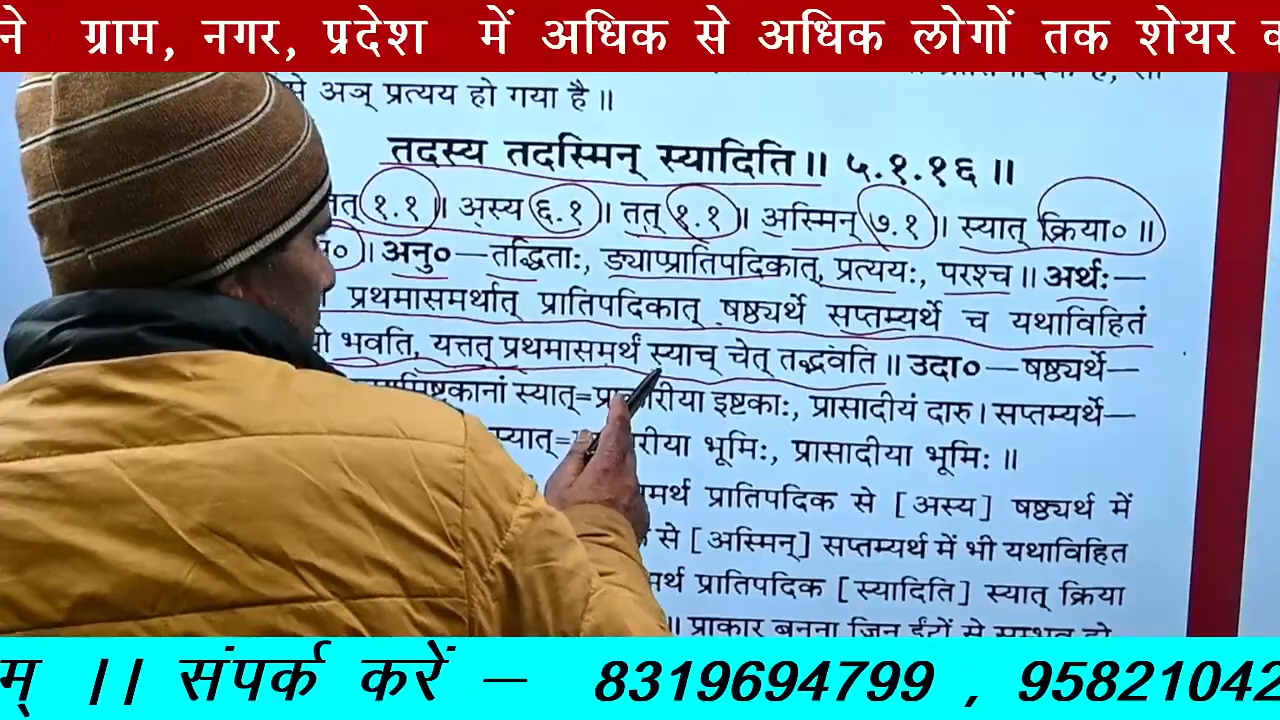 ने ग्राम, नगर, प्रदेश में अधिक से अधिक लोगों तक शेयर
से अञ् प्रत्यय हो गया है ॥
तदस्य तदस्मिन् स्यादिति ॥ ५.१.१६ ॥
तत् १.१ ॥ अस्य ६.१ ॥ तत् १.१ ॥ अस्मिन् ७.१ ॥ स्यात् क्रिया० ॥
॥ अनु०—तद्धिताः, ङ्याप्प्रातिपदिकात्, प्रत्ययः, परश्च ॥ अर्थः—
प्रथमासमर्थात् प्रातिपदिकात् षष्ठ्यर्थे सप्तम्यर्थे च यथाविहितं
भवति, यत्तत् प्रथमासमर्थं स्याच् चेत् तद्भवति ॥ उदा०—षष्ठ्यर्थे—
स्यात्= इष्टकाः, प्रासादीयं दारु। सप्तम्यर्थे—
स्यात्= भूमिः, प्रासादीया भूमिः ॥
प्रातिपदिक से [अस्य] षष्ठ्यर्थ में
से [अस्मिन्] सप्तम्यर्थ में भी यथाविहित
प्रातिपदिक [स्यादिति] स्यात् क्रिया
॥ प्राकार बनना जिन ईंटों से सम्भव हो
म् ।। संपर्क करें – 8319694799 , 95821042